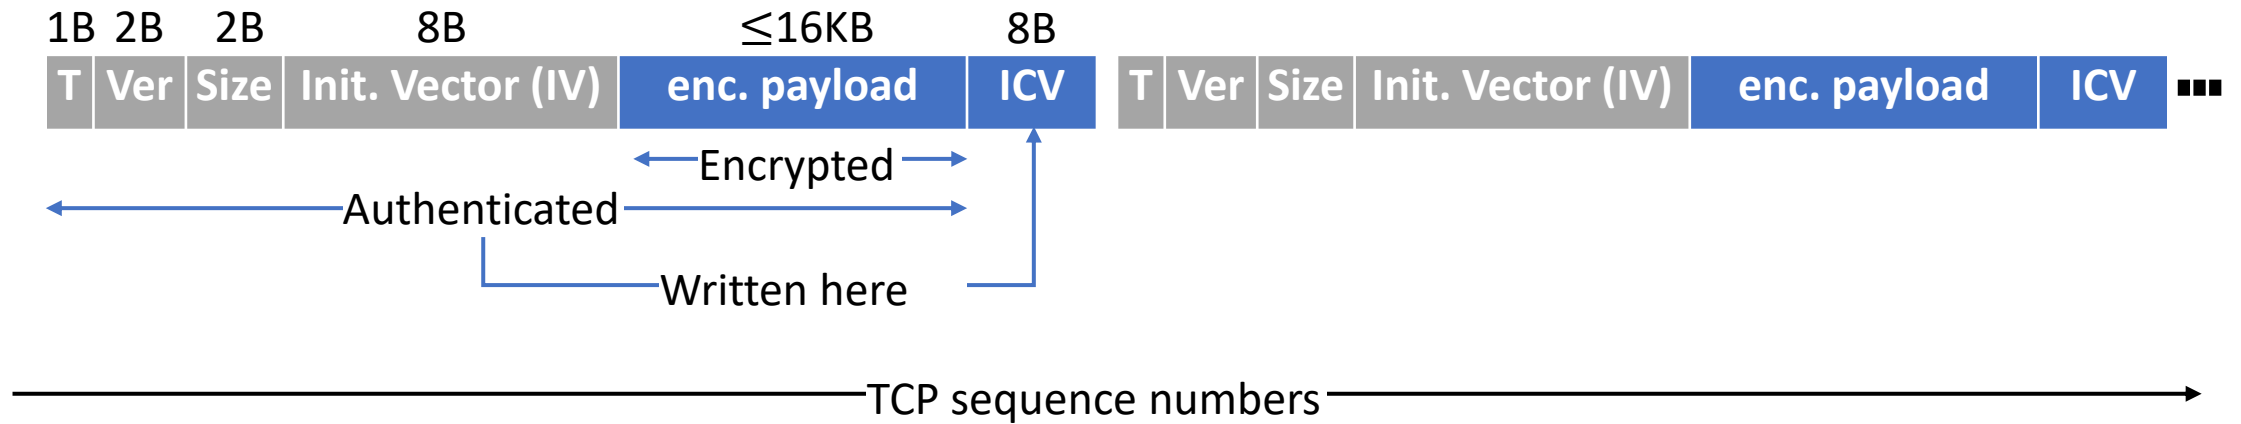 1B 2B 2B 8B ≤16KB 8B
T Ver Size Init. Vector (IV) enc. payload ICV T Ver Size Init. Vector (IV) enc. payload ICV ...
Encrypted
Authenticated
Written here
TCP sequence numbers